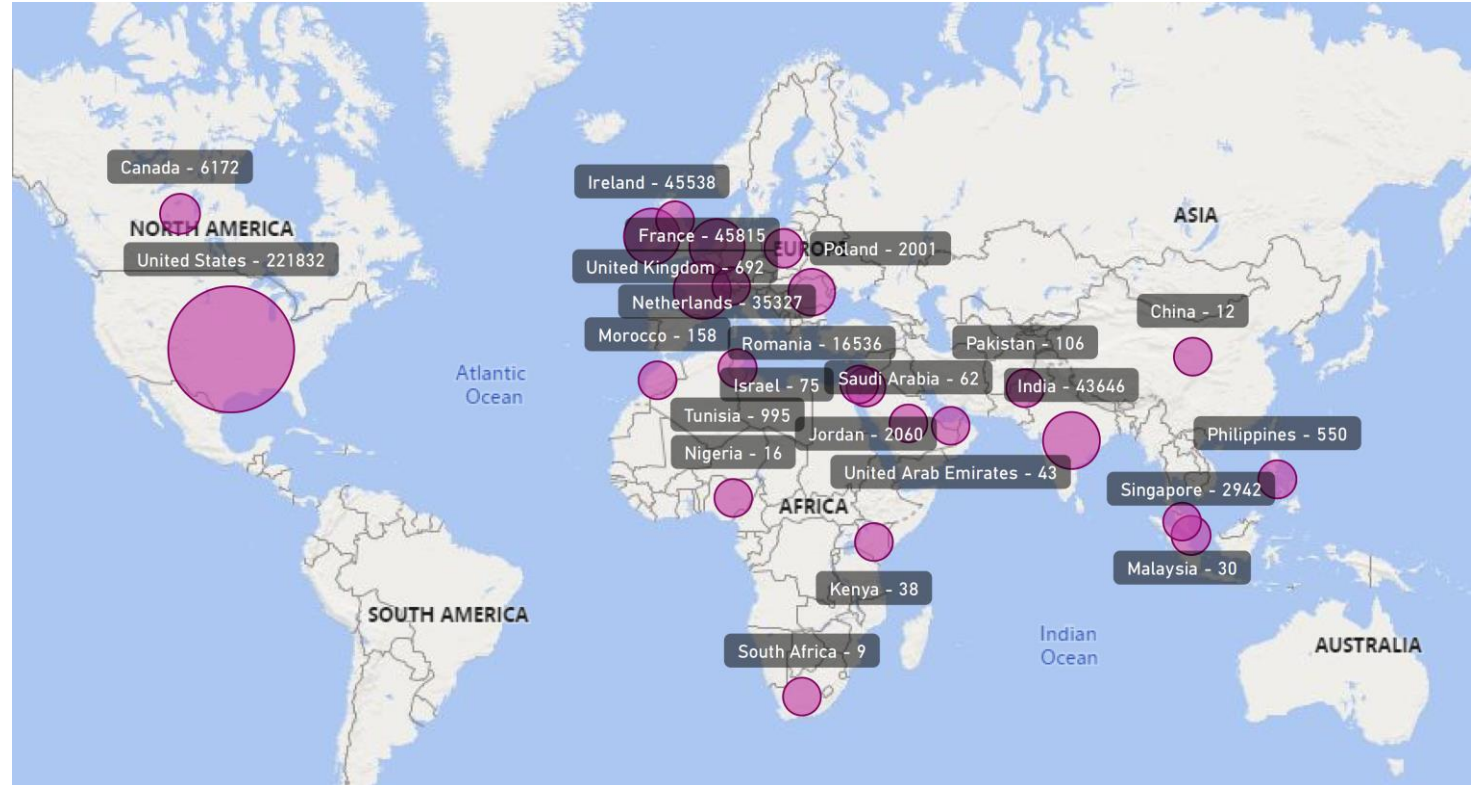 Canada - 6172
NORTH AMERICA
United States - 221832
Ireland - 45538
France - 45815
EUROPE
Poland - 2001
United Kingdom - 692
Netherlands - 35327
Morocco - 158
Romania - 16536
Israel - 75
Saudi Arabia - 62
Tunisia - 995
Jordan - 2060
Nigeria - 16
United Arab Emirates - 43
Pakistan - 106
India - 43646
ASIA
China - 12
Philippines - 550
Singapore - 2942
Malaysia - 30
Atlantic
Ocean
AFRICA
Kenya - 38
South Africa - 9
SOUTH AMERICA
Indian
Ocean
AUSTRALIA